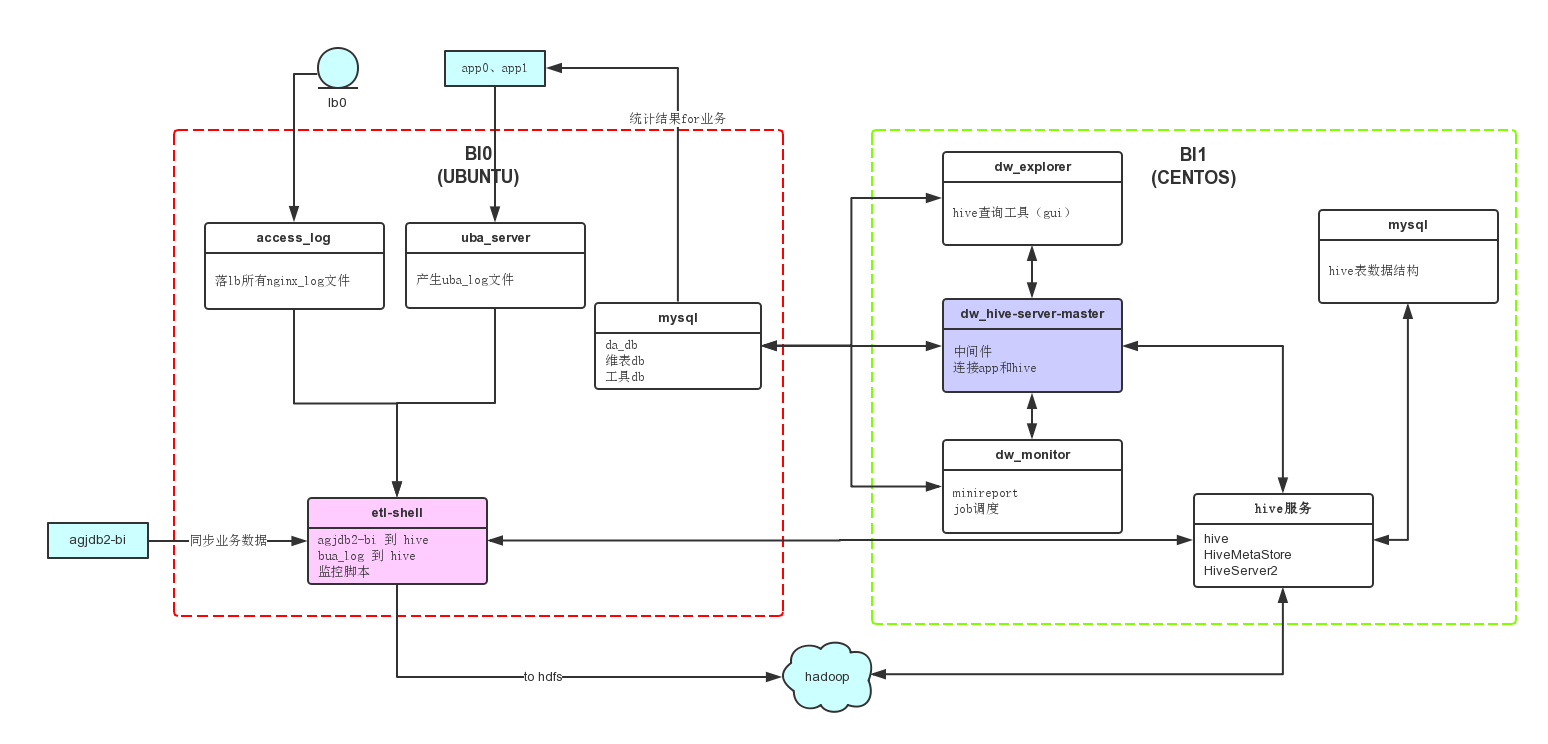 lb0
app0、app1
统计结果for业务
BI0
(UBUNTU)
access_log
落lb所有nginx_log文件
uba_server
产生uba_log文件
mysql
da_db
维表db
工具db
etl-shell
agjdb2-bi 到 hive
bua_log 到 hive
监控脚本
agjdb2-bi
同步业务数据
BI1
(CENTOS)
dw_explorer
hive查询工具（gui）
dw_hive-server-master
中间件
连接app和hive
dw_monitor
minireport
job调度
mysql
hive表数据结构
hive服务
hive
HiveMetaStore
HiveServer2
to hdfs
hadoop